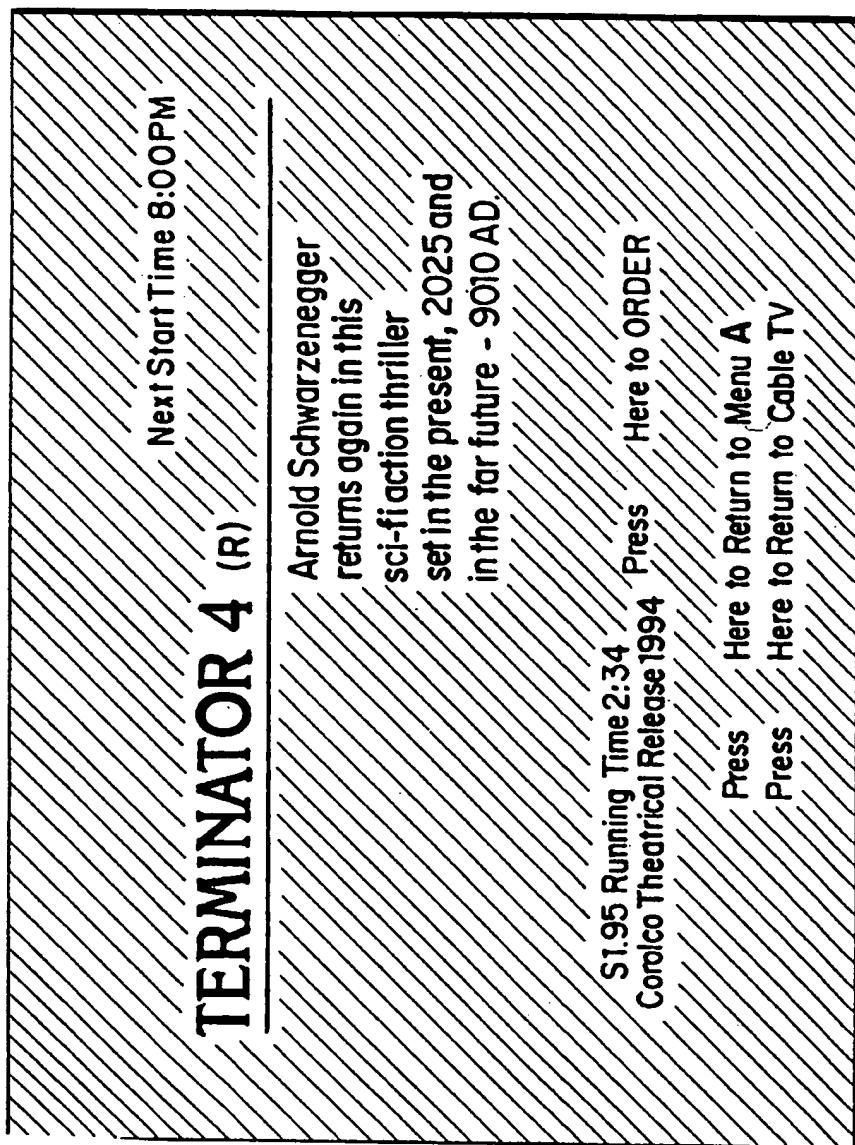 Next Start Time 8:00PM
TERMINATOR 4 (R)
Arnold Schwarzenegger
returns again in this
sci-fi action thriller
set in the present, 2025 and
in the far future - 9010 AD.
S1.95 Running Time 2:34
Corolco Theatrical Release 1994
Press Here to ORDER
Press Here to Return to Menu A
Press Here to Return to Cable TV